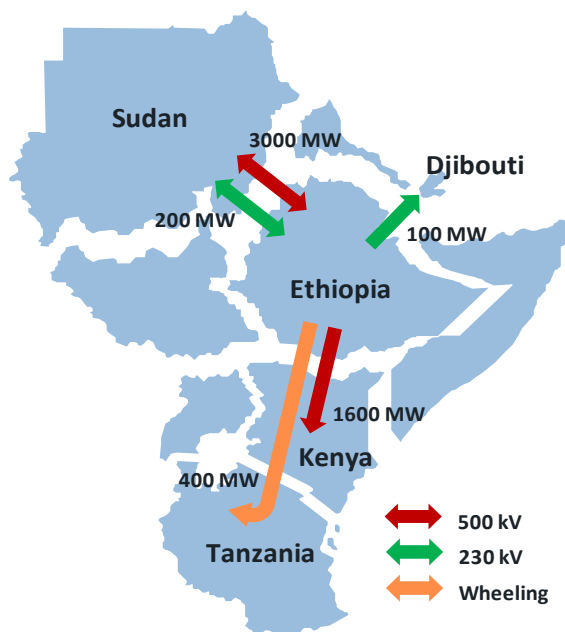 Sudan
3000 MW
Djibouti
200 MW
100 MW
Ethiopia
1600 MW
Kenya
400 MW
500 kV
Tanzania
230 kV
Wheeling